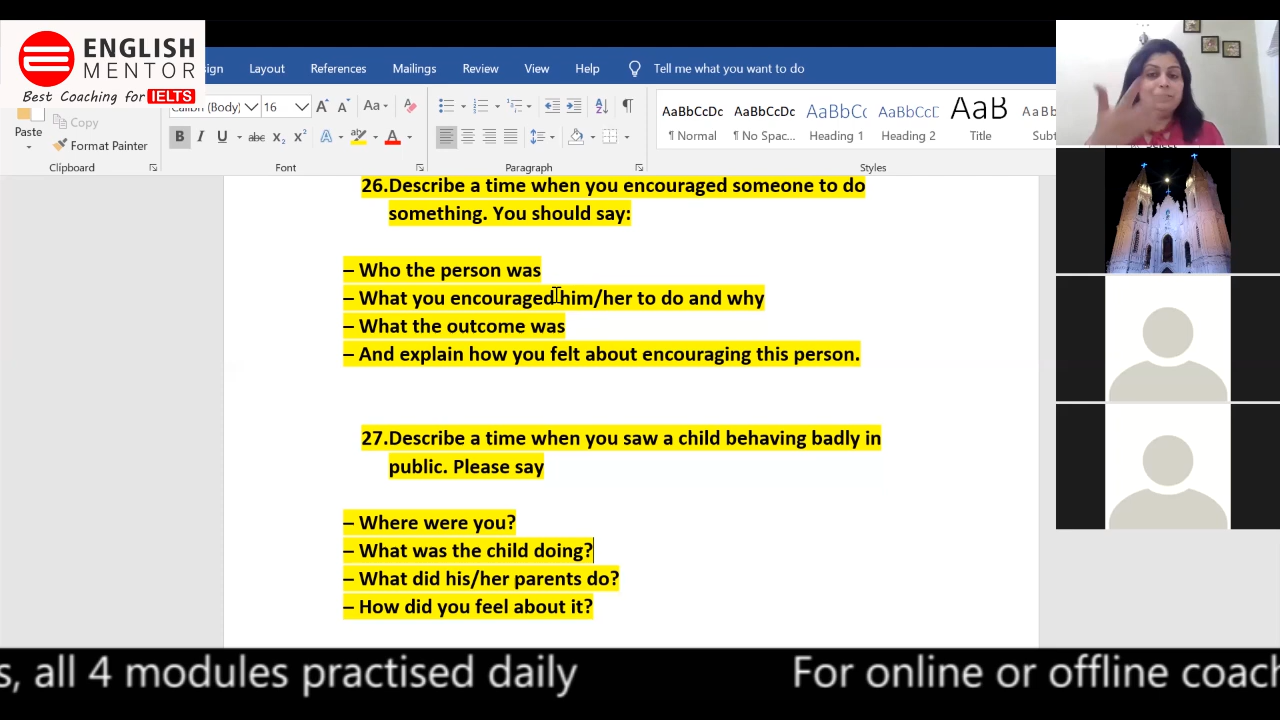 ENGLISH
MENTOR
Best Coaching for IELTS
Layout References Mailings Review View Help Tell me what you want to do
Calibri (Body) 16 Aa
Paste
Copy
Format Painter
B I U abc x A
Clipboard Font Paragraph Styles
AaBbCcDc AaBbCcDc AaBbCc AaBbCcC AaB
¶ Normal ¶ No Spac... Heading 1 Heading 2 Title
26.Describe a time when you encouraged someone to do
something. You should say:
– Who the person was
– What you encouraged him/her to do and why
– What the outcome was
– And explain how you felt about encouraging this person.
27.Describe a time when you saw a child behaving badly in
public. Please say
– Where were you?
– What was the child doing?
– What did his/her parents do?
– How did you feel about it?
s, all 4 modules practised daily For online or offline coach